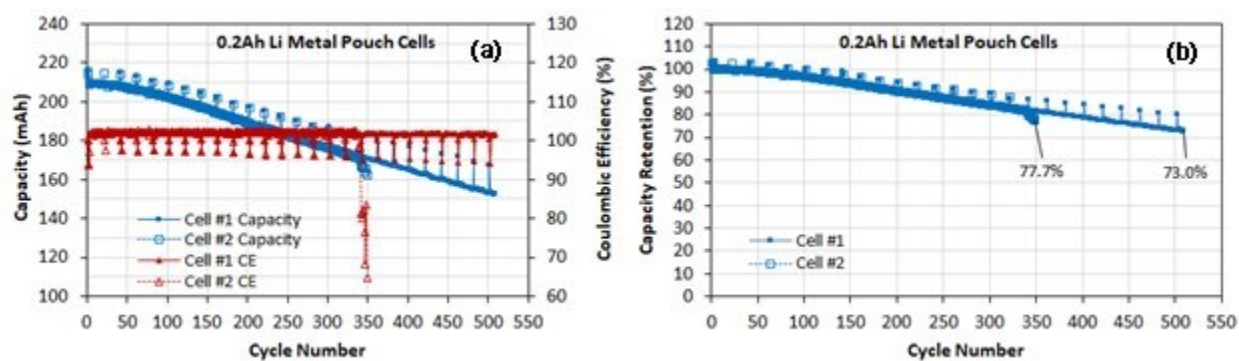 0.2Ah Li Metal Pouch Cells
(a)
Capacity (mAh)
240
220
200
180
160
140
120
100
Coulombic Efficiency (%)
130
120
110
100
90
80
70
60
Cell #1 Capacity
Cell #2 Capacity
Cell #1 CE
Cell #2 CE
0 50 100 150 200 250 300 350 400 450 500 550
Cycle Number
0.2Ah Li Metal Pouch Cells
(b)
Capacity Retention (%)
120
110
100
90
80
70
60
50
40
30
20
10
0
77.7%
73.0%
Cell #1
Cell #2
0 50 100 150 200 250 300 350 400 450 500 550
Cycle Number